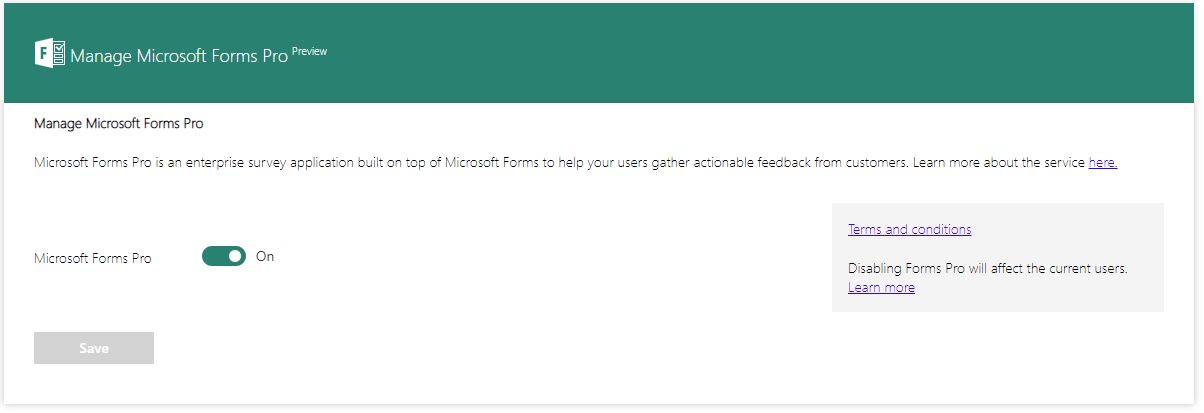 F
Manage Microsoft Forms Pro Preview
Manage Microsoft Forms Pro
Microsoft Forms Pro is an enterprise survey application built on top of Microsoft Forms to help your users gather actionable feedback from customers. Learn more about the service here.
Terms and conditions
Microsoft Forms Pro On
Disabling Forms Pro will affect the current users.
Learn more
Save